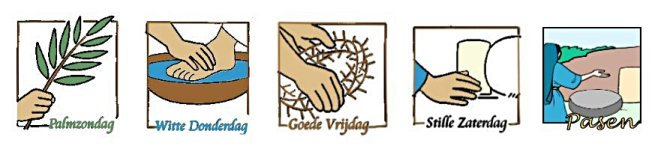 Palmzondag
Witte Donderdag
Goede Vrijdag
Stille Zaterdag
Pasen